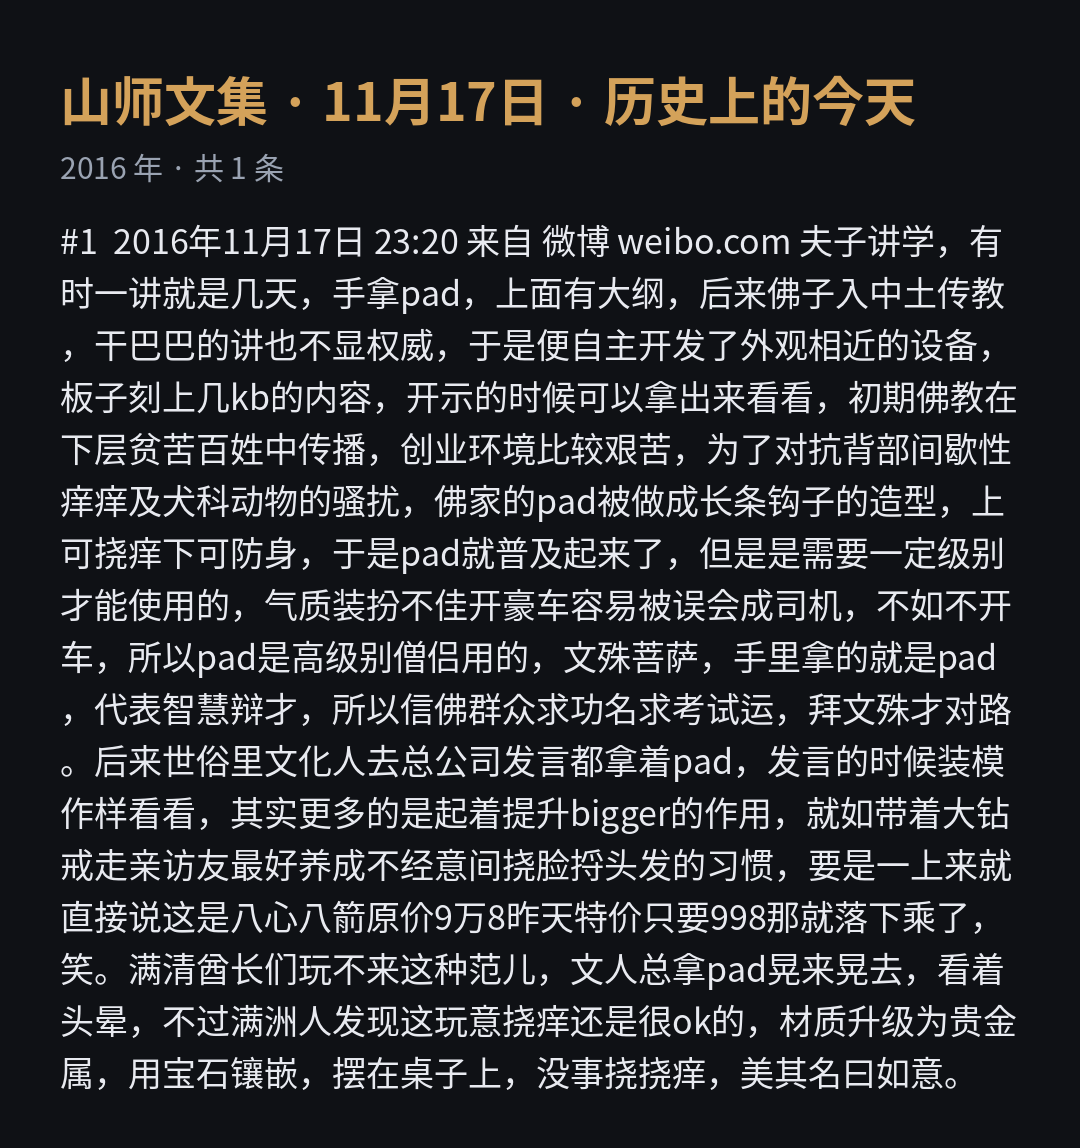 山师文集 · 11月17日 · 历史上的今天
2016 年 · 共 1 条
#1 2016年11月17日 23:20 来自 微博 weibo.com 夫子讲学，有
时一讲就是几天，手拿pad，上面有大纲，后来佛子入中土传教
，干巴巴的讲也不显权威，于是便自主开发了外观相近的设备，
板子刻上几kb的内容，开示的时候可以拿出来看看，初期佛教在
下层贫苦百姓中传播，创业环境比较艰苦，为了对抗背部间歇性
痒痒及犬科动物的骚扰，佛家的pad被做成长条钩子的造型，上
可挠痒下可防身，于是pad就普及起来了，但是是需要一定级别
才能使用的，气质装扮不佳开豪车容易被误会成司机，不如不开
车，所以pad是高级别僧侣用的，文殊菩萨，手里拿的就是pad
，代表智慧辩才，所以信佛群众求功名求考试运，拜文殊才对路
。后来世俗里文化人去总公司发言都拿着pad，发言的时候装模
作样看看，其实更多的是起着提升bigger的作用，就如带着大钻
戒走亲访友最好养成不经意间挠脸捋头发的习惯，要是一上来就
直接说这是八心八箭原价9万8昨天特价只要998那就落下乘了，
笑。满清酋长们玩不来这种范儿，文人总拿pad晃来晃去，看着
头晕，不过满洲人发现这玩意挠痒还是很ok的，材质升级为贵金
属，用宝石镶嵌，摆在桌子上，没事挠挠痒，美其名曰如意。